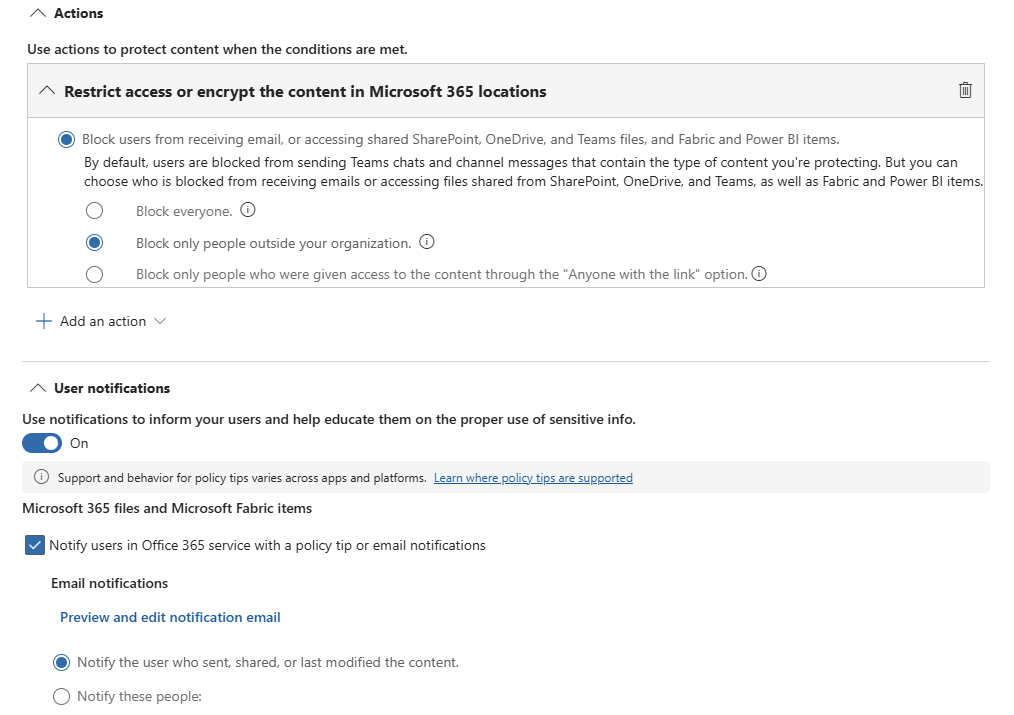 Actions
Use actions to protect content when the conditions are met.
Restrict access or encrypt the content in Microsoft 365 locations
Block users from receiving email, or accessing shared SharePoint, OneDrive, and Teams files, and Fabric and Power BI items.
By default, users are blocked from sending Teams chats and channel messages that contain the type of content you're protecting. But you can
choose who is blocked from receiving emails or accessing files shared from SharePoint, OneDrive, and Teams, as well as Fabric and Power BI items.
Block everyone.
Block only people outside your organization.
Block only people who were given access to the content through the "Anyone with the link" option.
Add an action
User notifications
Use notifications to inform your users and help educate them on the proper use of sensitive info.
On
Support and behavior for policy tips varies across apps and platforms. Learn where policy tips are supported
Microsoft 365 files and Microsoft Fabric items
Notify users in Office 365 service with a policy tip or email notifications
Email notifications
Preview and edit notification email
Notify the user who sent, shared, or last modified the content.
Notify these people: